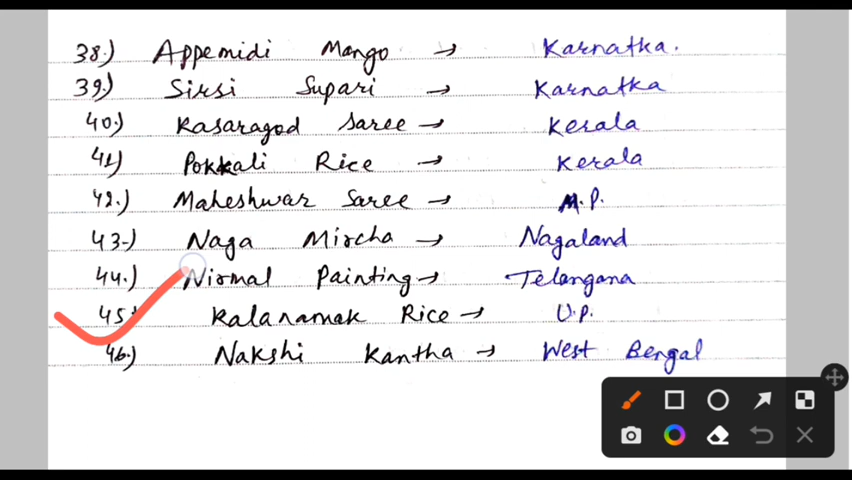 38.) Appemidi Mango → Karnatka.
39.) Sirsi Supari → Karnatka
40.) Kasaragod Saree → Kerala
41) Pokkali Rice → Kerala
42.) Maheshwar Saree → M.P.
43.) Naga Mircha → Nagaland
44.) Nirmal Painting → Telangana
45. Kalanamak Rice → U.P.
46.) Nakshi Kantha → West Bengal